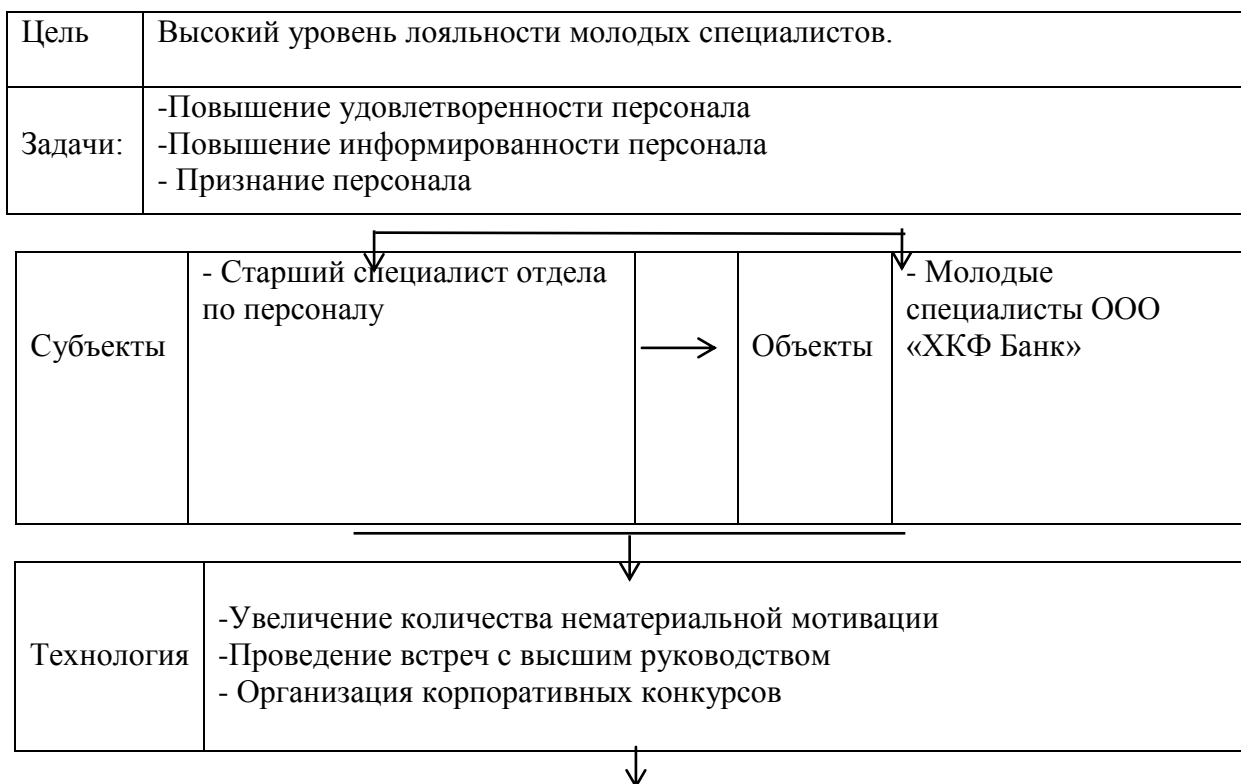 Цель
Высокий уровень лояльности молодых специалистов.
Задачи:
-Повышение удовлетворенности персонала
-Повышение информированности персонала
- Признание персонала
Субъекты
- Старший специалист отдела
по персоналу
Объекты
- Молодые
специалисты ООО
«ХКФ Банк»
Технология
-Увеличение количества нематериальной мотивации
-Проведение встреч с высшим руководством
- Организация корпоративных конкурсов